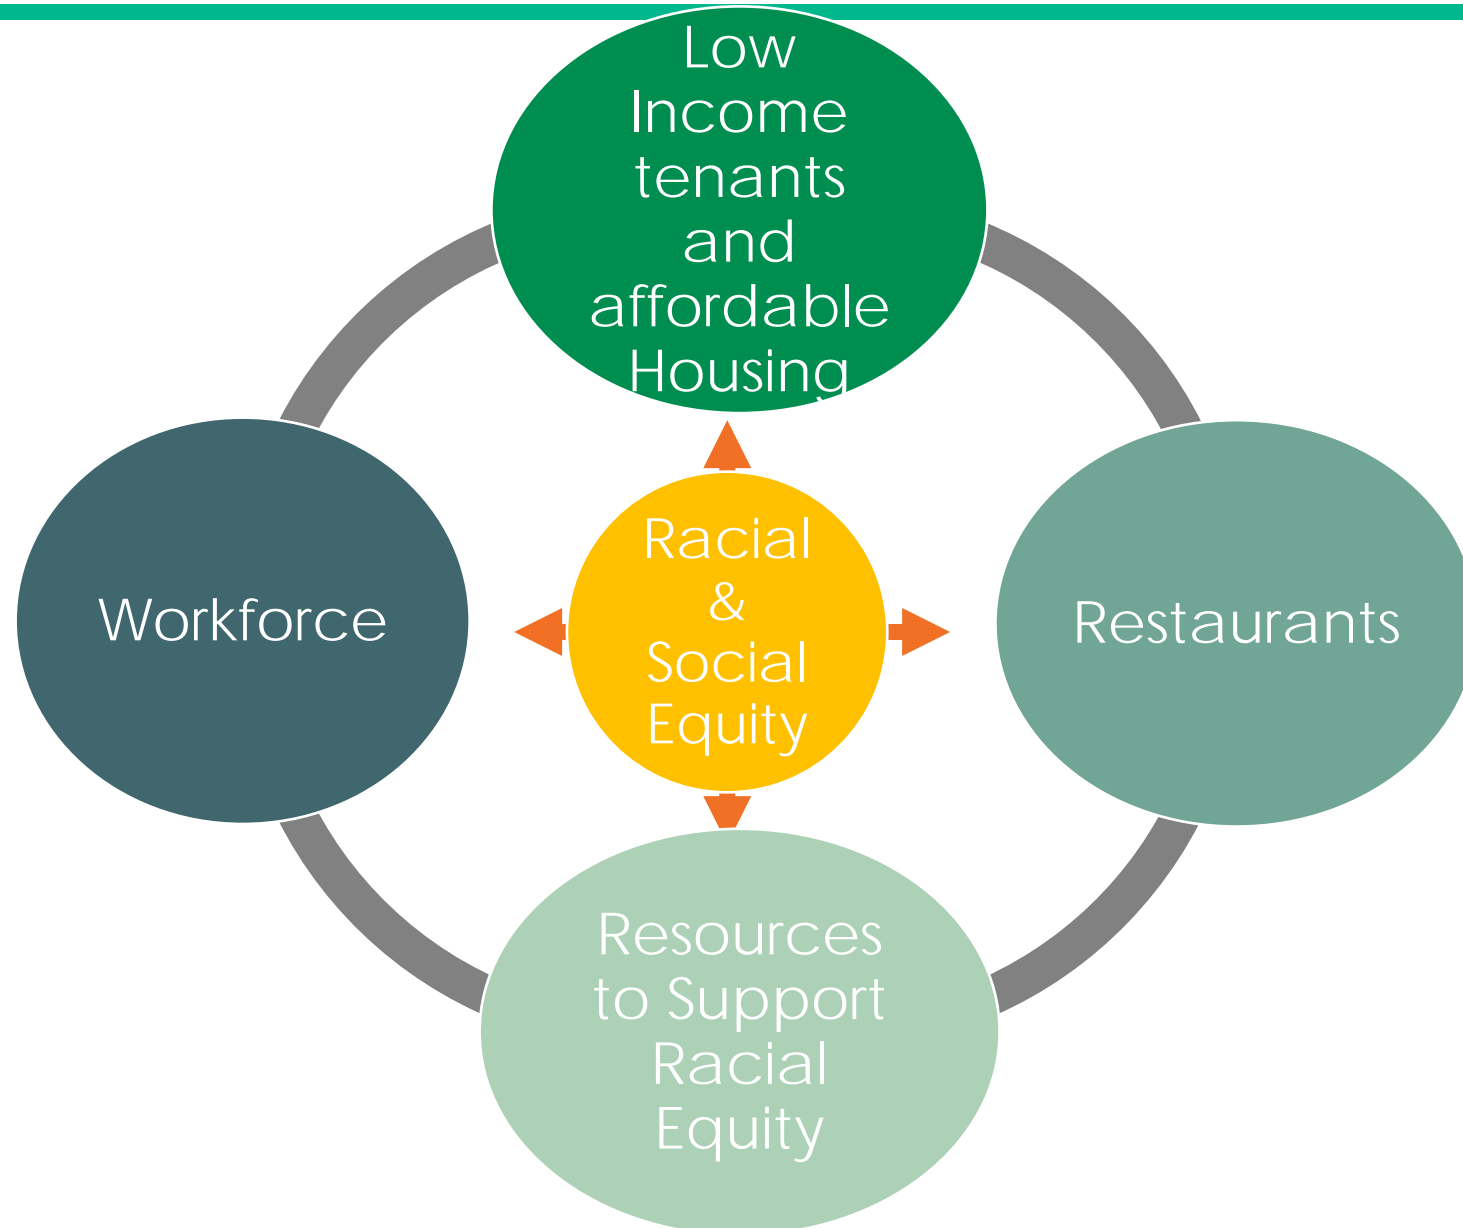 Low
Income
tenants
and
affordable
Housing
Workforce
Racial
&
Social
Equity
Restaurants
Resources
to Support
Racial
Equity